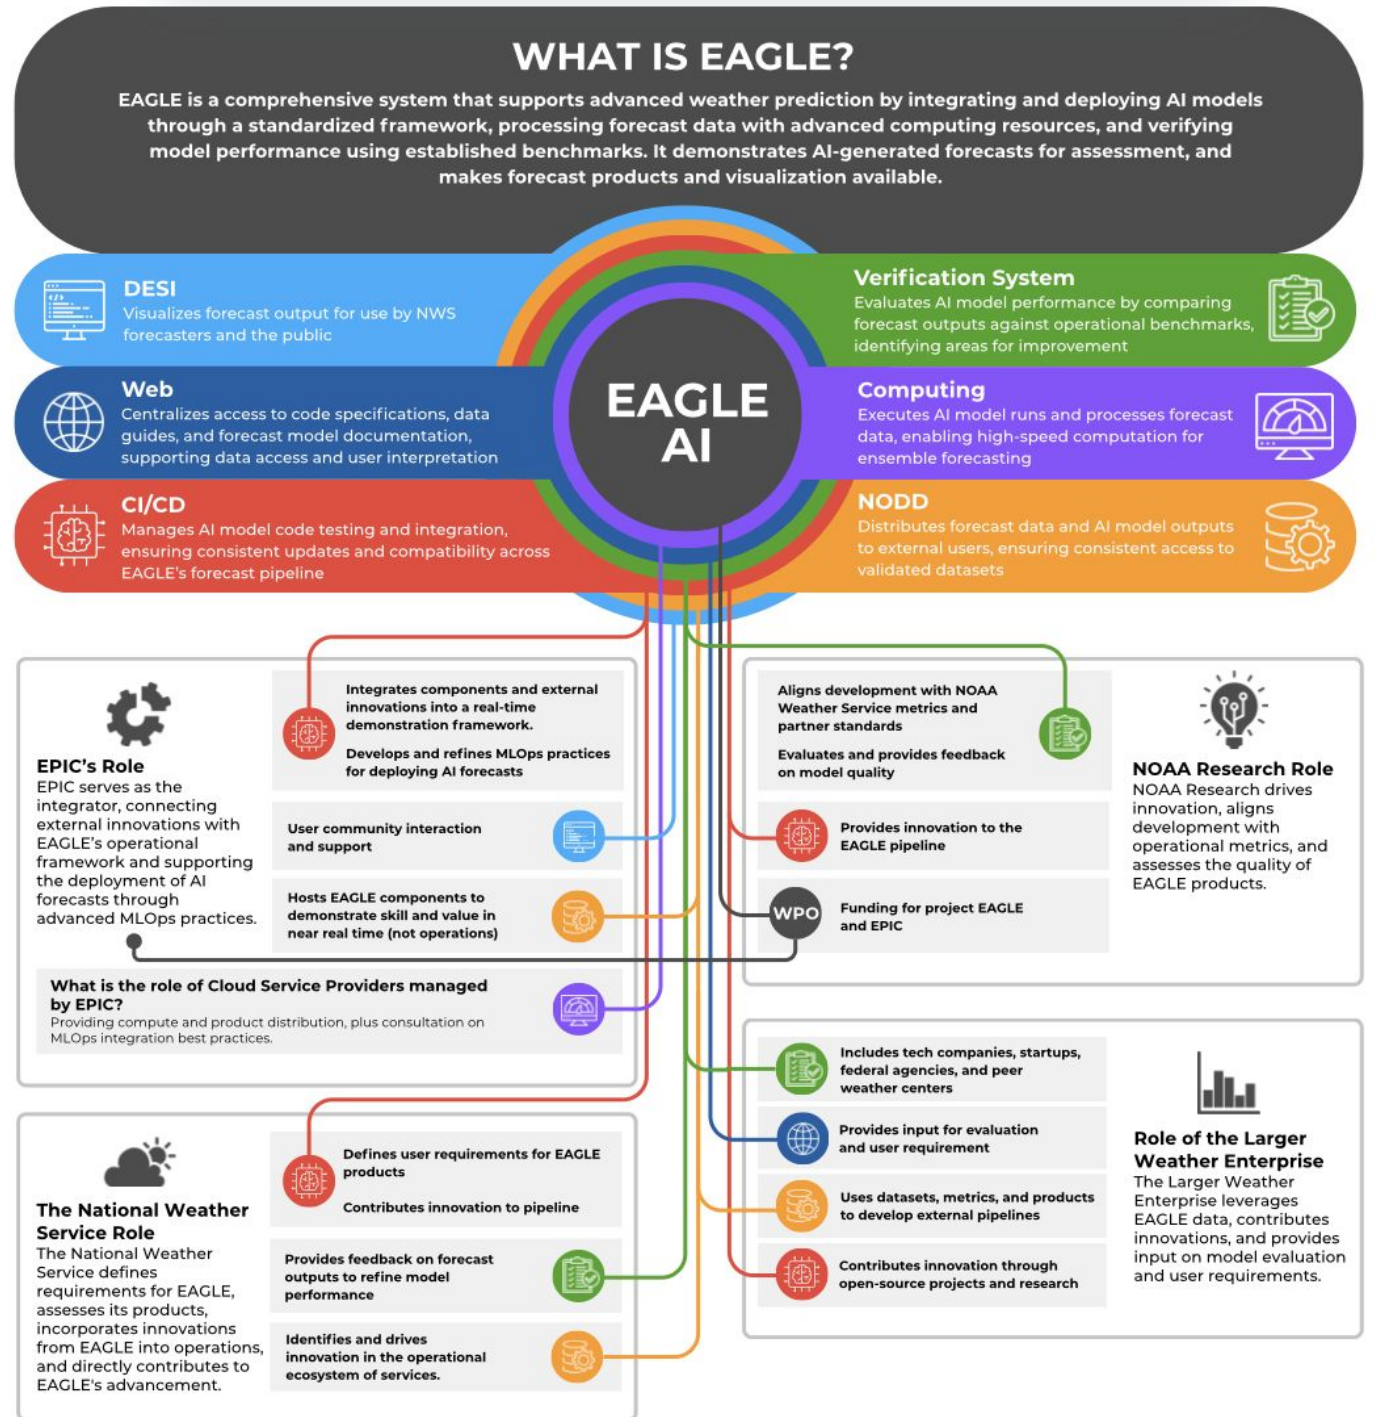 WHAT IS EAGLE?
EAGLE is a comprehensive system that supports advanced weather prediction by integrating and deploying AI models
through a standardized framework, processing forecast data with advanced computing resources, and verifying
model performance using established benchmarks. It demonstrates AI-generated forecasts for assessment, and
makes forecast products and visualization available.
DESI
Visualizes forecast output for use by NWS
forecasters and the public
Web
Centralizes access to code specifications, data
guides, and forecast model documentation,
supporting data access and user interpretation
CI/CD
Manages AI model code testing and integration,
ensuring consistent updates and compatibility across
EAGLE's forecast pipeline
EAGLE
AI
Verification System
Evaluates AI model performance by comparing
forecast outputs against operational benchmarks,
identifying areas for improvement
Computing
Executes AI model runs and processes forecast
data, enabling high-speed computation for
ensemble forecasting
NODD
Distributes forecast data and AI model outputs
to external users, ensuring consistent access to
validated datasets
EPIC's Role
EPIC serves as the
integrator, connecting
external innovations with
EAGLE's operational
framework and supporting
the deployment of AI
forecasts through
advanced MLOps practices.
Integrates components and external
innovations into a real-time
demonstration framework.
Develops and refines MLOps practices
for deploying AI forecasts
User community interaction
and support
Hosts EAGLE components to
demonstrate skill and value in
near real time (not operations)
What is the role of Cloud Service Providers managed
by EPIC?
Providing compute and product distribution, plus consultation on
MLOps integration best practices.
Aligns development with NOAA
Weather Service metrics and
partner standards
Evaluates and provides feedback
on model quality
Provides innovation to the
EAGLE pipeline
WPO
Funding for project EAGLE
and EPIC
NOAA Research Role
NOAA Research drives
innovation, aligns
development with
operational metrics, and
assesses the quality of
EAGLE products.
The National Weather
Service Role
The National Weather
Service defines
requirements for EAGLE,
assesses its products,
incorporates innovations
from EAGLE into operations,
and directly contributes to
EAGLE's advancement.
Defines user requirements for EAGLE
products
Contributes innovation to pipeline
Provides feedback on forecast
outputs to refine model
performance
Identifies and drives
innovation in the operational
ecosystem of services.
Includes tech companies, startups,
federal agencies, and peer
weather centers
Provides input for evaluation
and user requirement
Uses datasets, metrics, and products
to develop external pipelines
Contributes innovation through
open-source projects and research
Role of the Larger
Weather Enterprise
The Larger Weather
Enterprise leverages
EAGLE data, contributes
innovations, and provides
input on model evaluation
and user requirements.